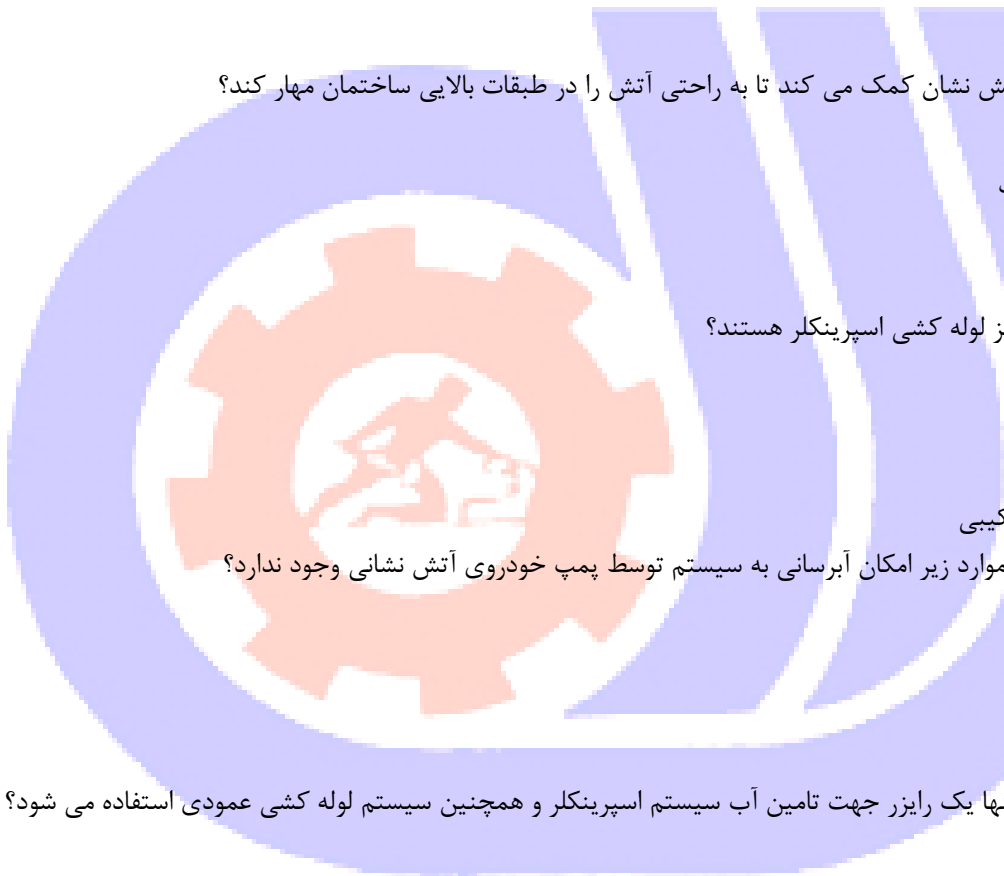 نشان کمک می کند تا به راحتی آتش را در طبقات بالایی ساختمان مهار کند؟
لوله کشی اسپرینکلر هستند؟
موارد زیر امکان آبرسانی به سیستم توسط پمپ خودروی آتش نشانی وجود ندارد؟
یک رایزر جهت تامین آب سیستم اسپرینکلر و همچنین سیستم لوله کشی عمودی استفاده می شود؟